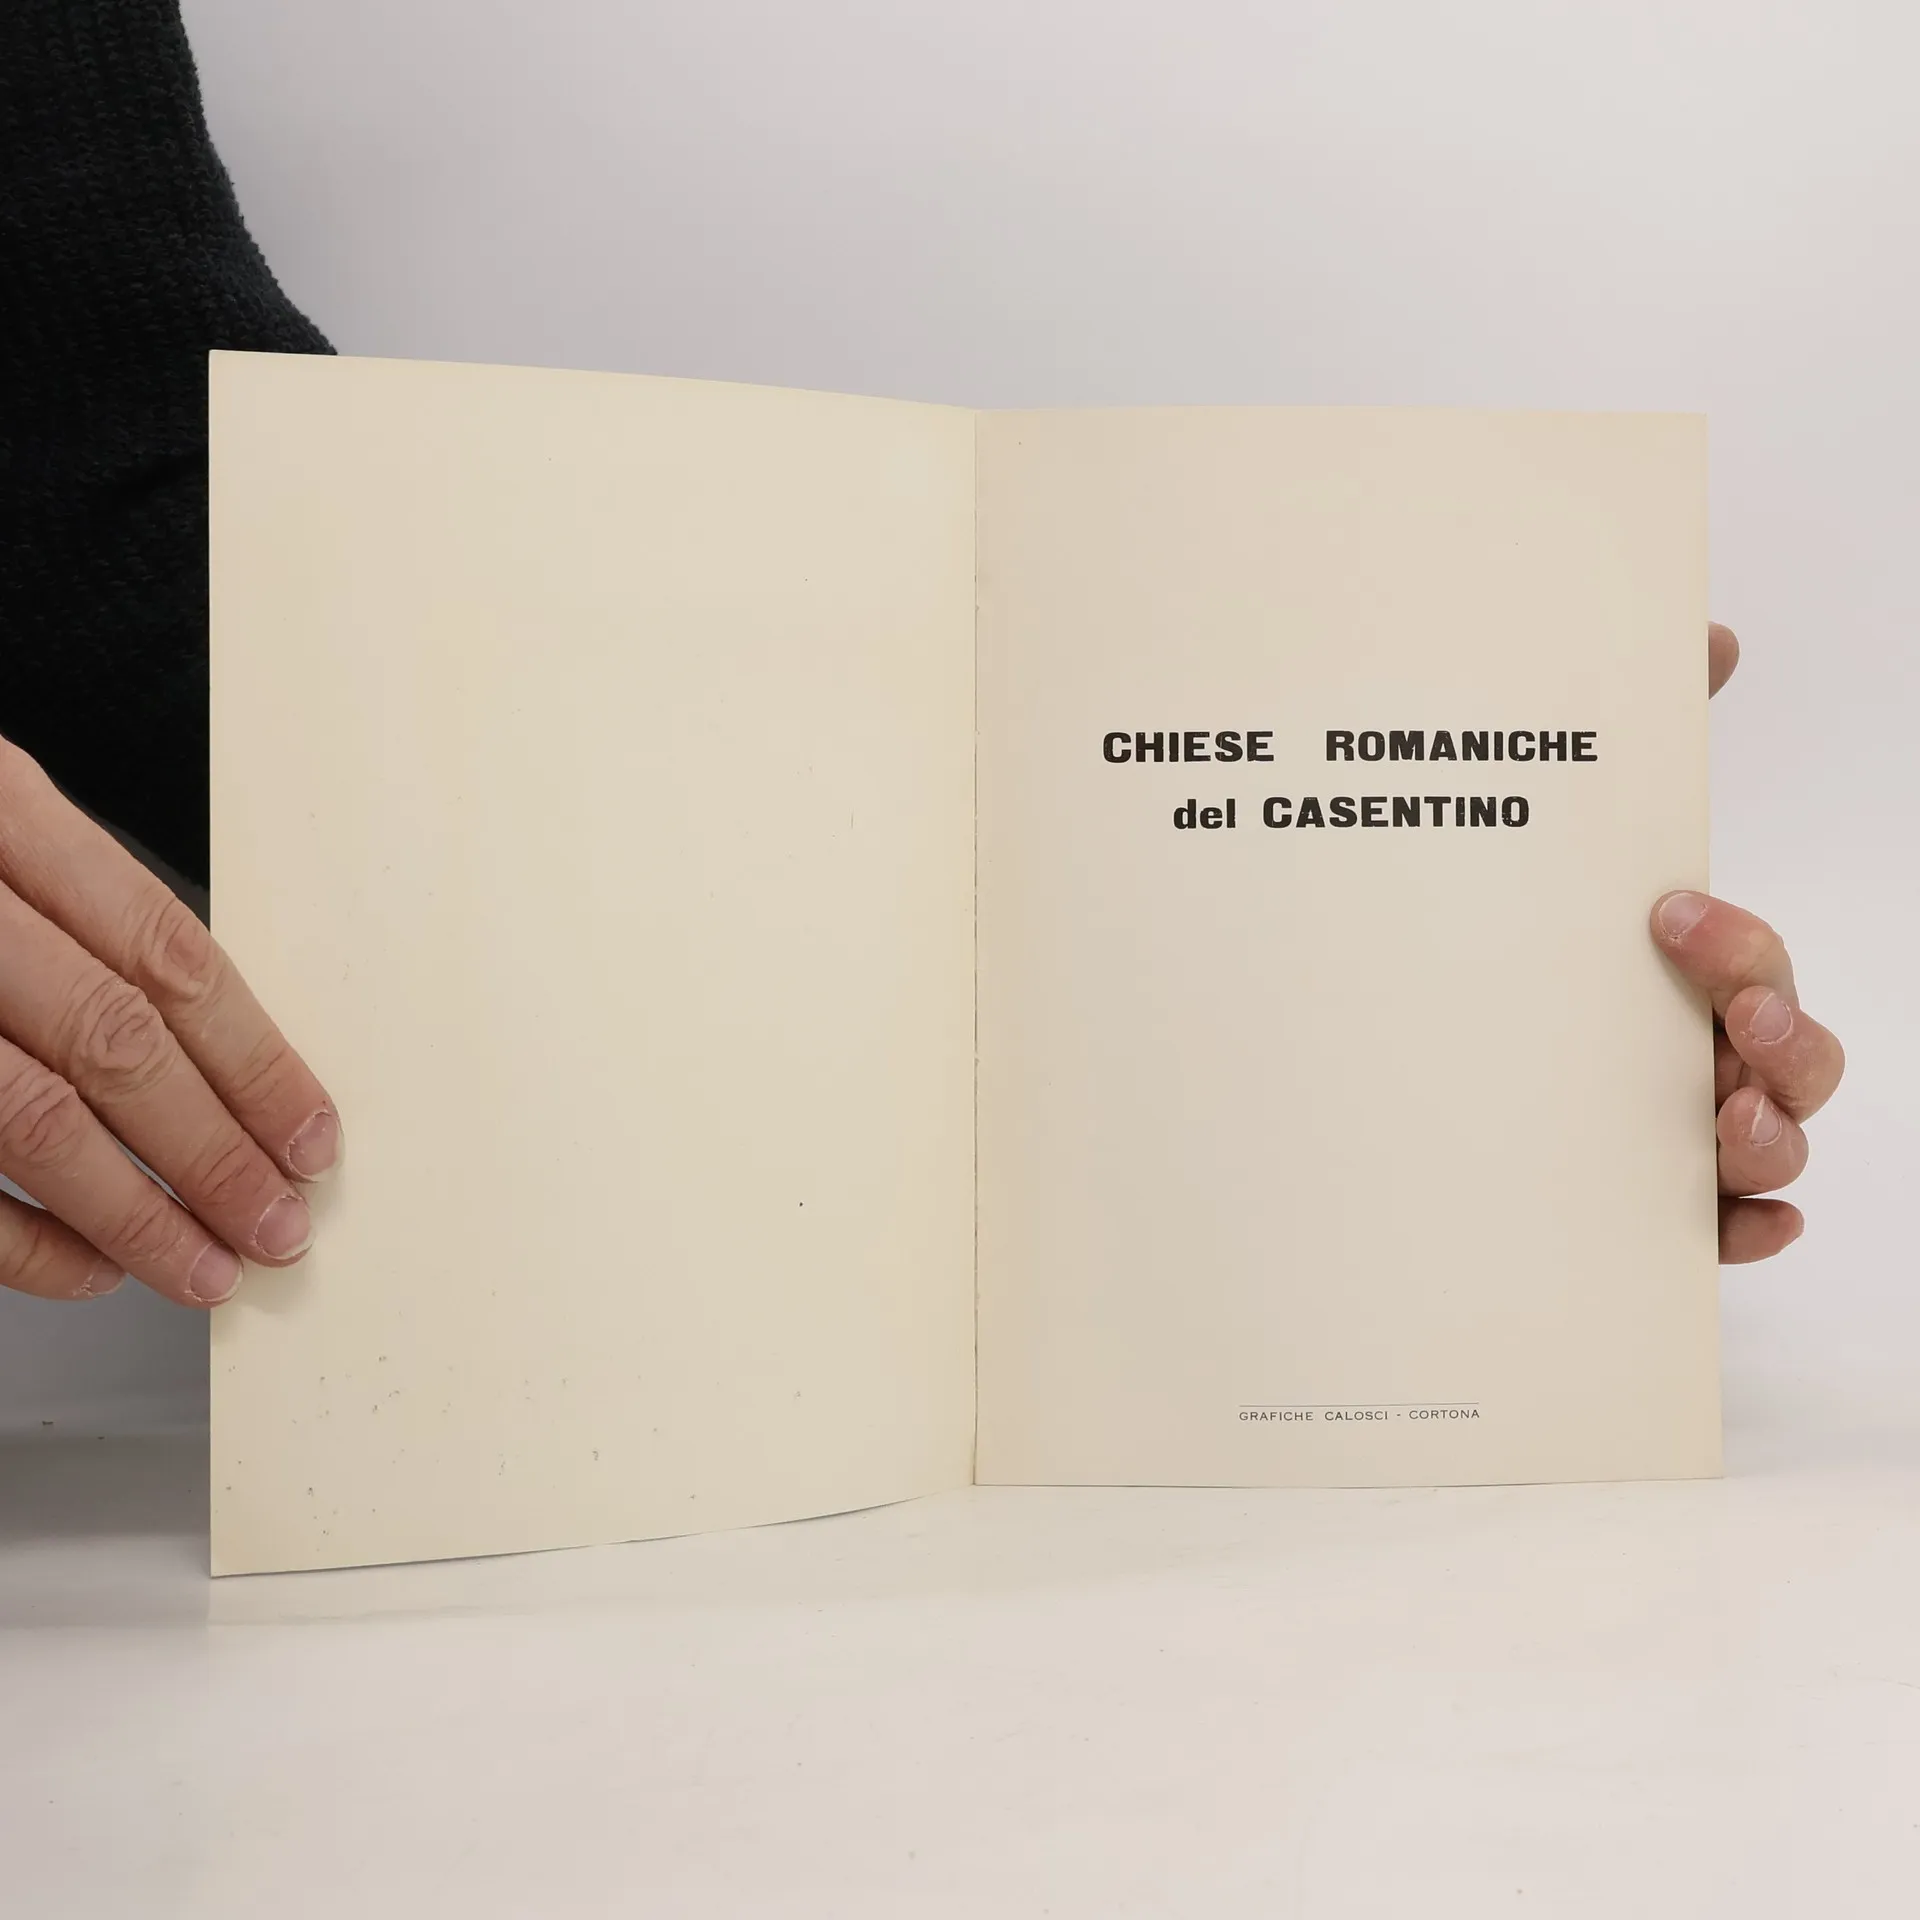 CHIESE ROMANICHE
del CASENTINO
GRAFICHE CALOSCI - CORTONA